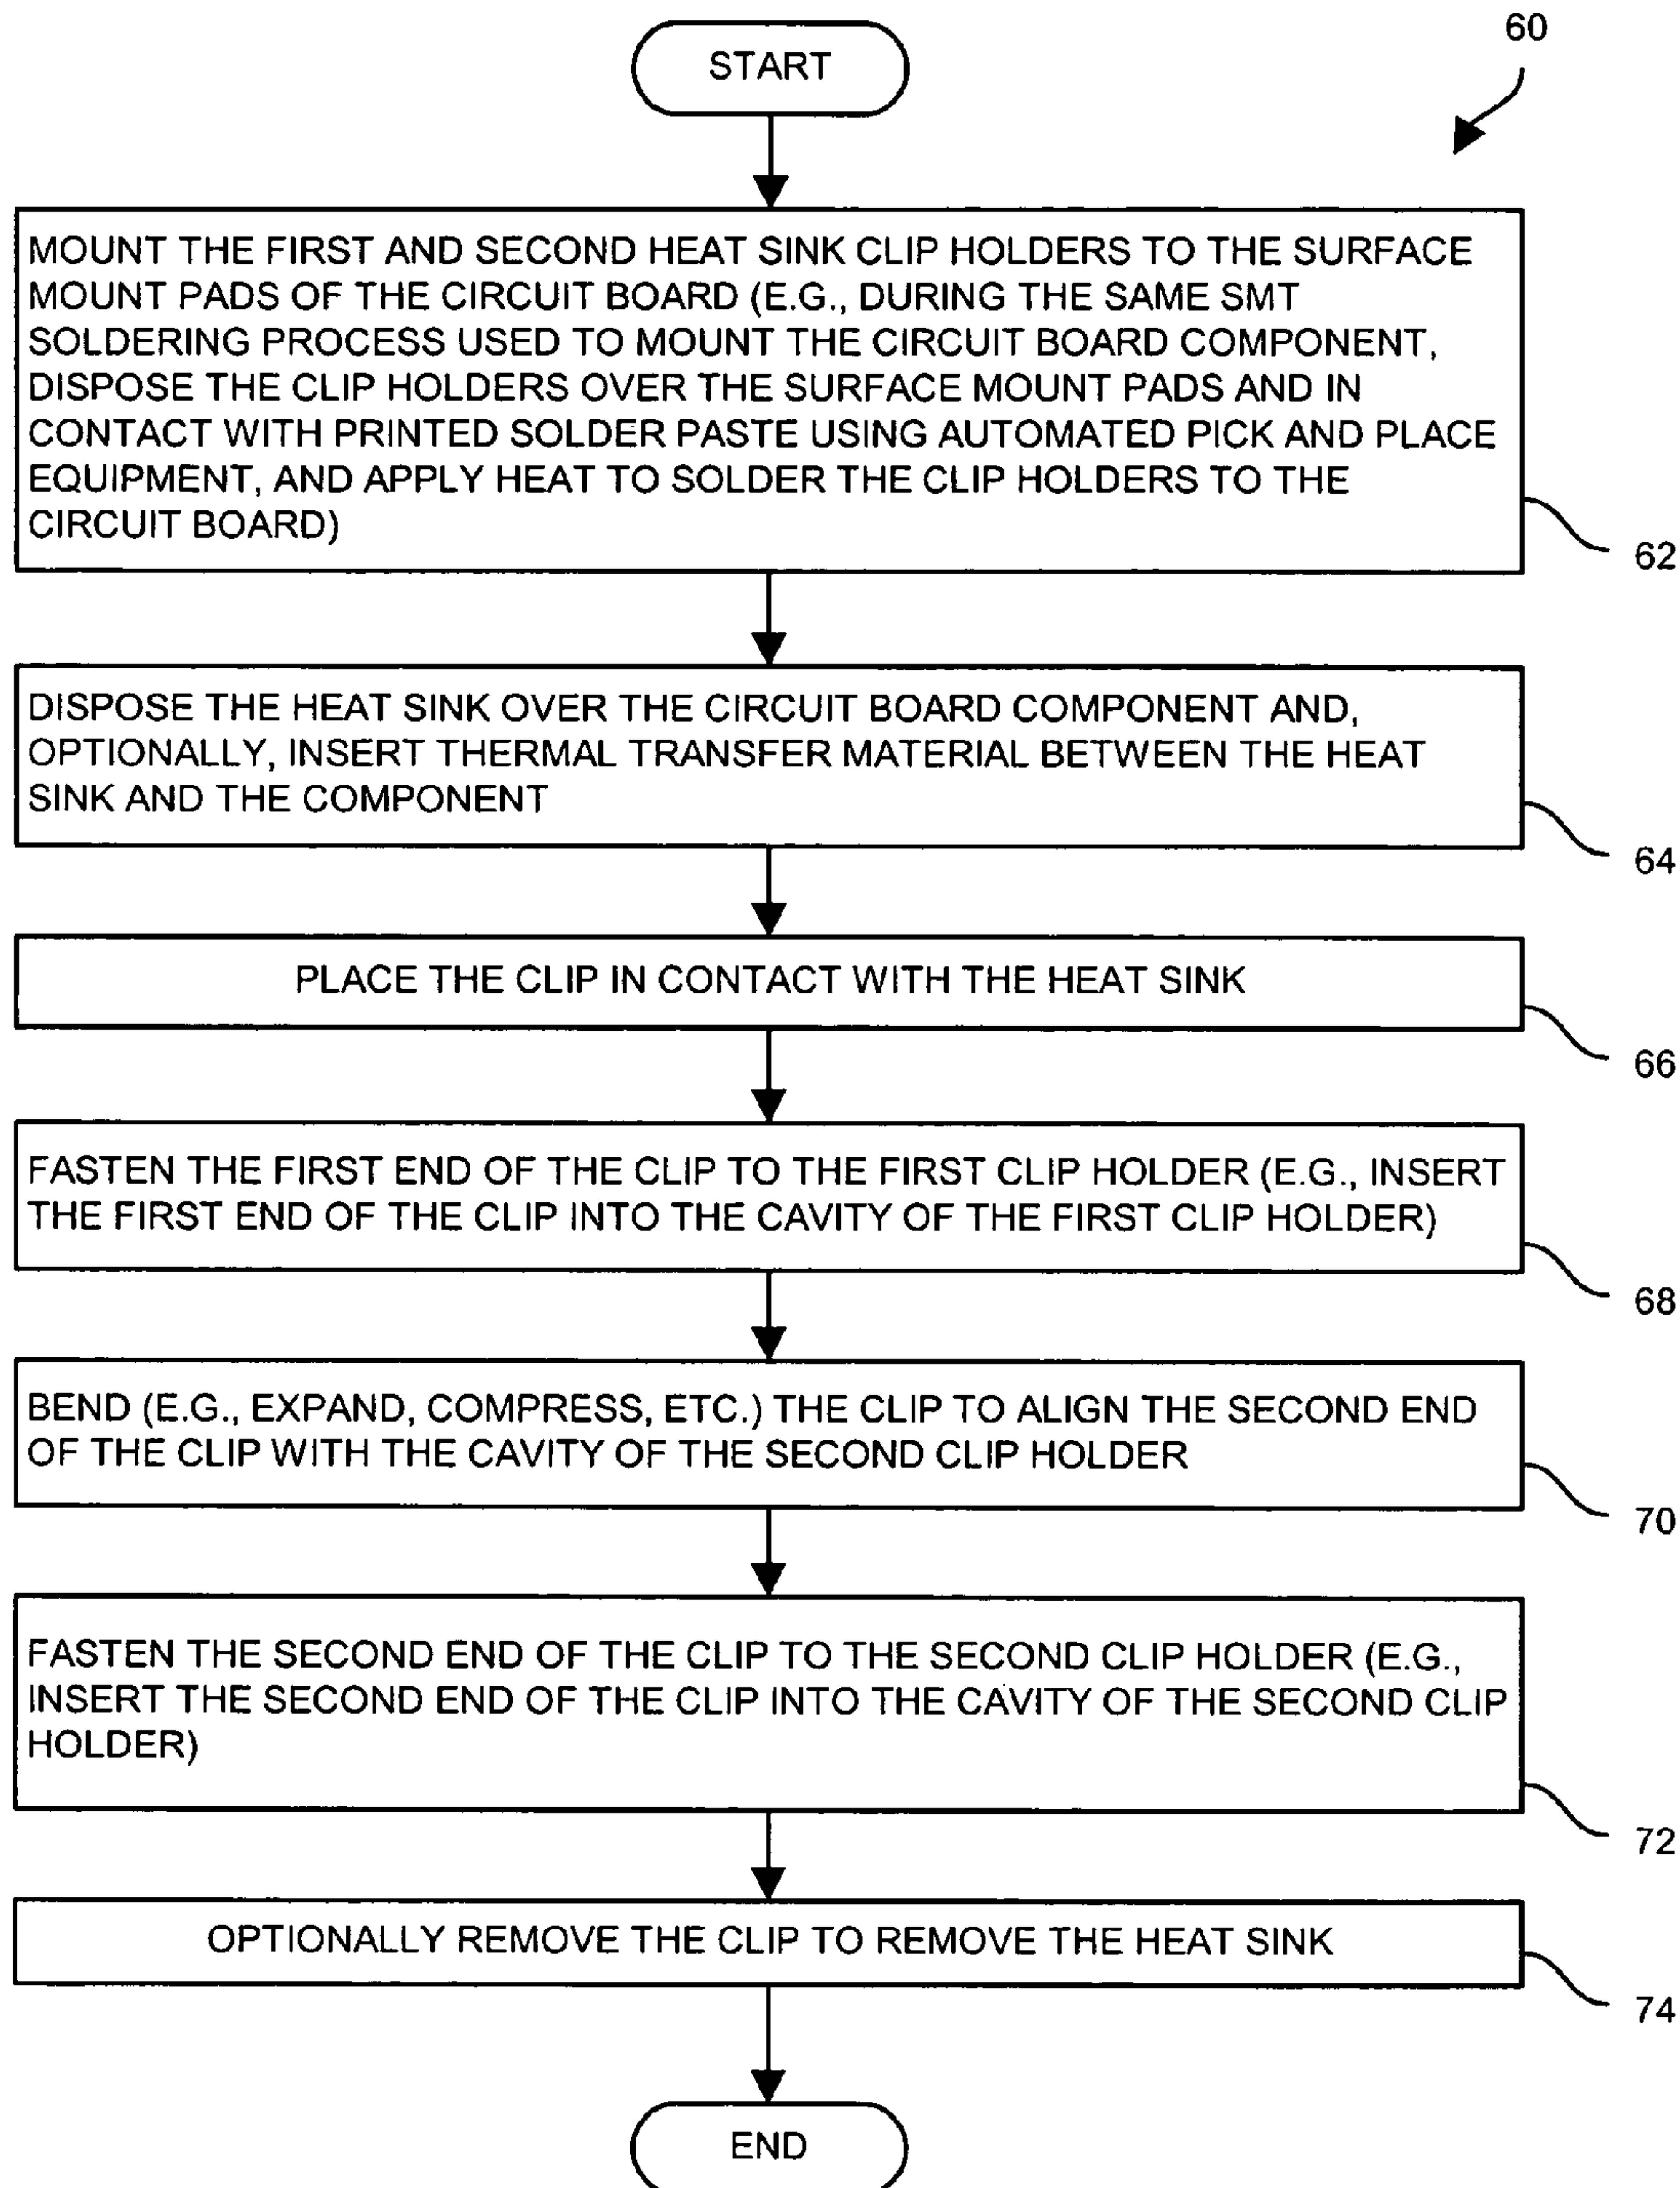 60
START
MOUNT THE FIRST AND SECOND HEAT SINK CLIP HOLDERS TO THE SURFACE
MOUNT PADS OF THE CIRCUIT BOARD (E.G., DURING THE SAME SMT
SOLDERING PROCESS USED TO MOUNT THE CIRCUIT BOARD COMPONENT,
DISPOSE THE CLIP HOLDERS OVER THE SURFACE MOUNT PADS AND IN
CONTACT WITH PRINTED SOLDER PASTE USING AUTOMATED PICK AND PLACE
EQUIPMENT, AND APPLY HEAT TO SOLDER THE CLIP HOLDERS TO THE
CIRCUIT BOARD)
62
DISPOSE THE HEAT SINK OVER THE CIRCUIT BOARD COMPONENT AND,
OPTIONALLY, INSERT THERMAL TRANSFER MATERIAL BETWEEN THE HEAT
SINK AND THE COMPONENT
64
PLACE THE CLIP IN CONTACT WITH THE HEAT SINK
66
FASTEN THE FIRST END OF THE CLIP TO THE FIRST CLIP HOLDER (E.G., INSERT
THE FIRST END OF THE CLIP INTO THE CAVITY OF THE FIRST CLIP HOLDER)
68
BEND (E.G., EXPAND, COMPRESS, ETC.) THE CLIP TO ALIGN THE SECOND END
OF THE CLIP WITH THE CAVITY OF THE SECOND CLIP HOLDER
70
FASTEN THE SECOND END OF THE CLIP TO THE SECOND CLIP HOLDER (E.G.,
INSERT THE SECOND END OF THE CLIP INTO THE CAVITY OF THE SECOND CLIP
HOLDER)
72
OPTIONALLY REMOVE THE CLIP TO REMOVE THE HEAT SINK
74
END